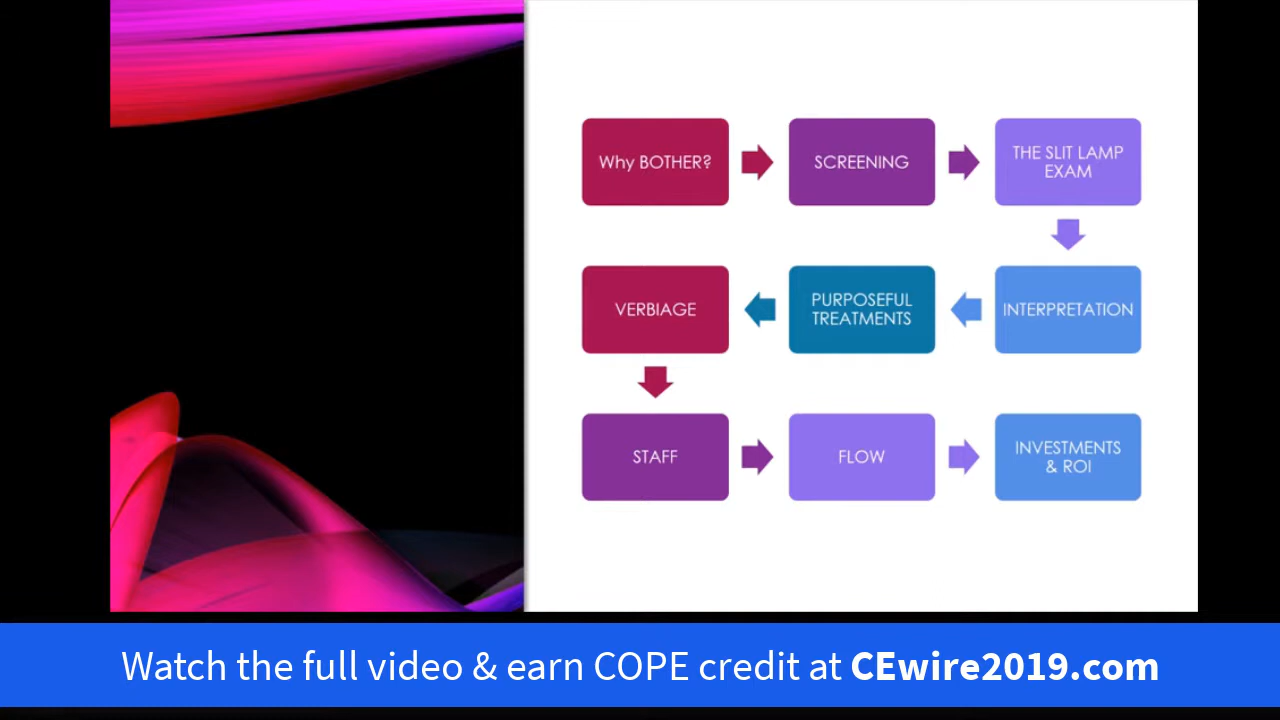 Why BOTHER?
SCREENING
THE SLIT LAMP
EXAM
INTERPRETATION
PURPOSEFUL
TREATMENTS
VERBIAGE
STAFF
FLOW
INVESTMENTS
& ROI
Watch the full video & earn COPE credit at CEwire2019.com